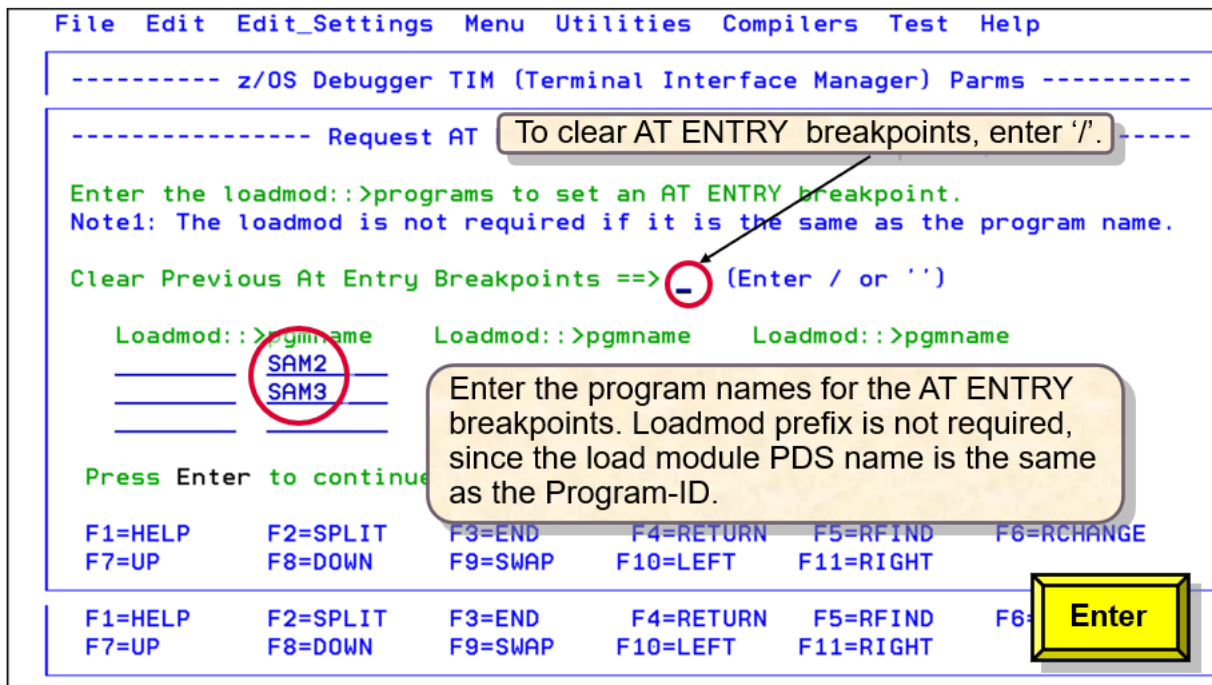 File Edit Edit_Settings Menu Utilities Compilers Test Help
---------- z/OS Debugger TIM (Terminal Interface Manager) Parms ----------
---------------- Request AT
To clear AT ENTRY breakpoints, enter ‘/’.
-----
Enter the loadmod::>programs to set an AT ENTRY breakpoint.
Note1: The loadmod is not required if it is the same as the program name.
Clear Previous At Entry Breakpoints ==> _ (Enter / or '')
Loadmod::>pgmname Loadmod::>pgmname Loadmod::>pgmname
SAM2
SAM3
Enter the program names for the AT ENTRY
breakpoints. Loadmod prefix is not required,
since the load module PDS name is the same
as the Program-ID.
Press Enter to continue
F1=HELP F2=SPLIT F3=END F4=RETURN F5=RFIND F6=RCHANGE
F7=UP F8=DOWN F9=SWAP F10=LEFT F11=RIGHT
F1=HELP F2=SPLIT F3=END F4=RETURN F5=RFIND F6=
F7=UP F8=DOWN F9=SWAP F10=LEFT F11=RIGHT
Enter